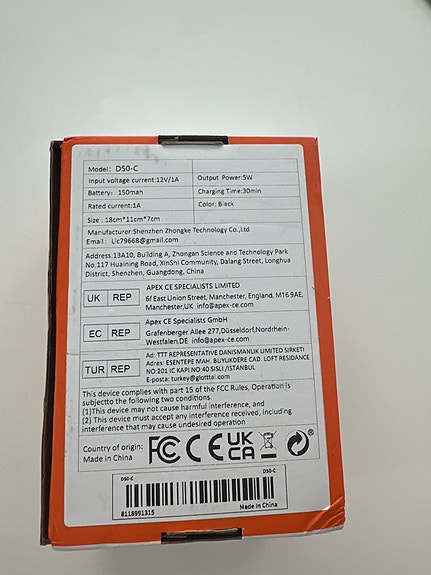 Model: D50-C
Input voltage current:12V/1A
Output Power:5W
Battery: 150mah
Charging Time:30min
Rated current:1A
Color: Black
Size : 18cm*11cm*7cm
Manufacturer:Shenzhen Zhongke Technology Co.,Ltd
Email: Llc79668@gmail.com
Address:13A10, Building A, Zhongan Science and Technology Park
No.117 Huaining Road, XinShi Community, Dalang Street, Longhua
District, Shenzhen, Guangdong, China
UK REP
APEX CE SPECIALISTS LIMITED
6f East Union Street, Manchester, England, M16 9AE,
Manchester,UK info@apex-ce.com
EC REP
Apex CE Specialists GmbH
Grafenberger Allee 277,Düsseldorf,Nordrhein-
Westfalen,DE info@apex-ce.com
TUR REP
Ad: TTT REPRESENTATIVE DANISMANLIK LIMITED SIRKETI
Adres: ESENTEPE MAH. BUYUKDERE CAD. LOFT RESIDANCE
NO:201 IC KAPI NO:40 SISLI /ISTANBUL
E-posta: turkey@glotttal.com
This device complies with part 15 of the FCC Rules, Operation is
subjectto the following two conditions.
(1)This device may not cause harmful interference, and
(2) This device must accept any interference received, including
interference that may cause undesired operation
Country of origin:
Made in China
FC CE UK
CA
®
D50-C D50-C
8118991315 Made in China